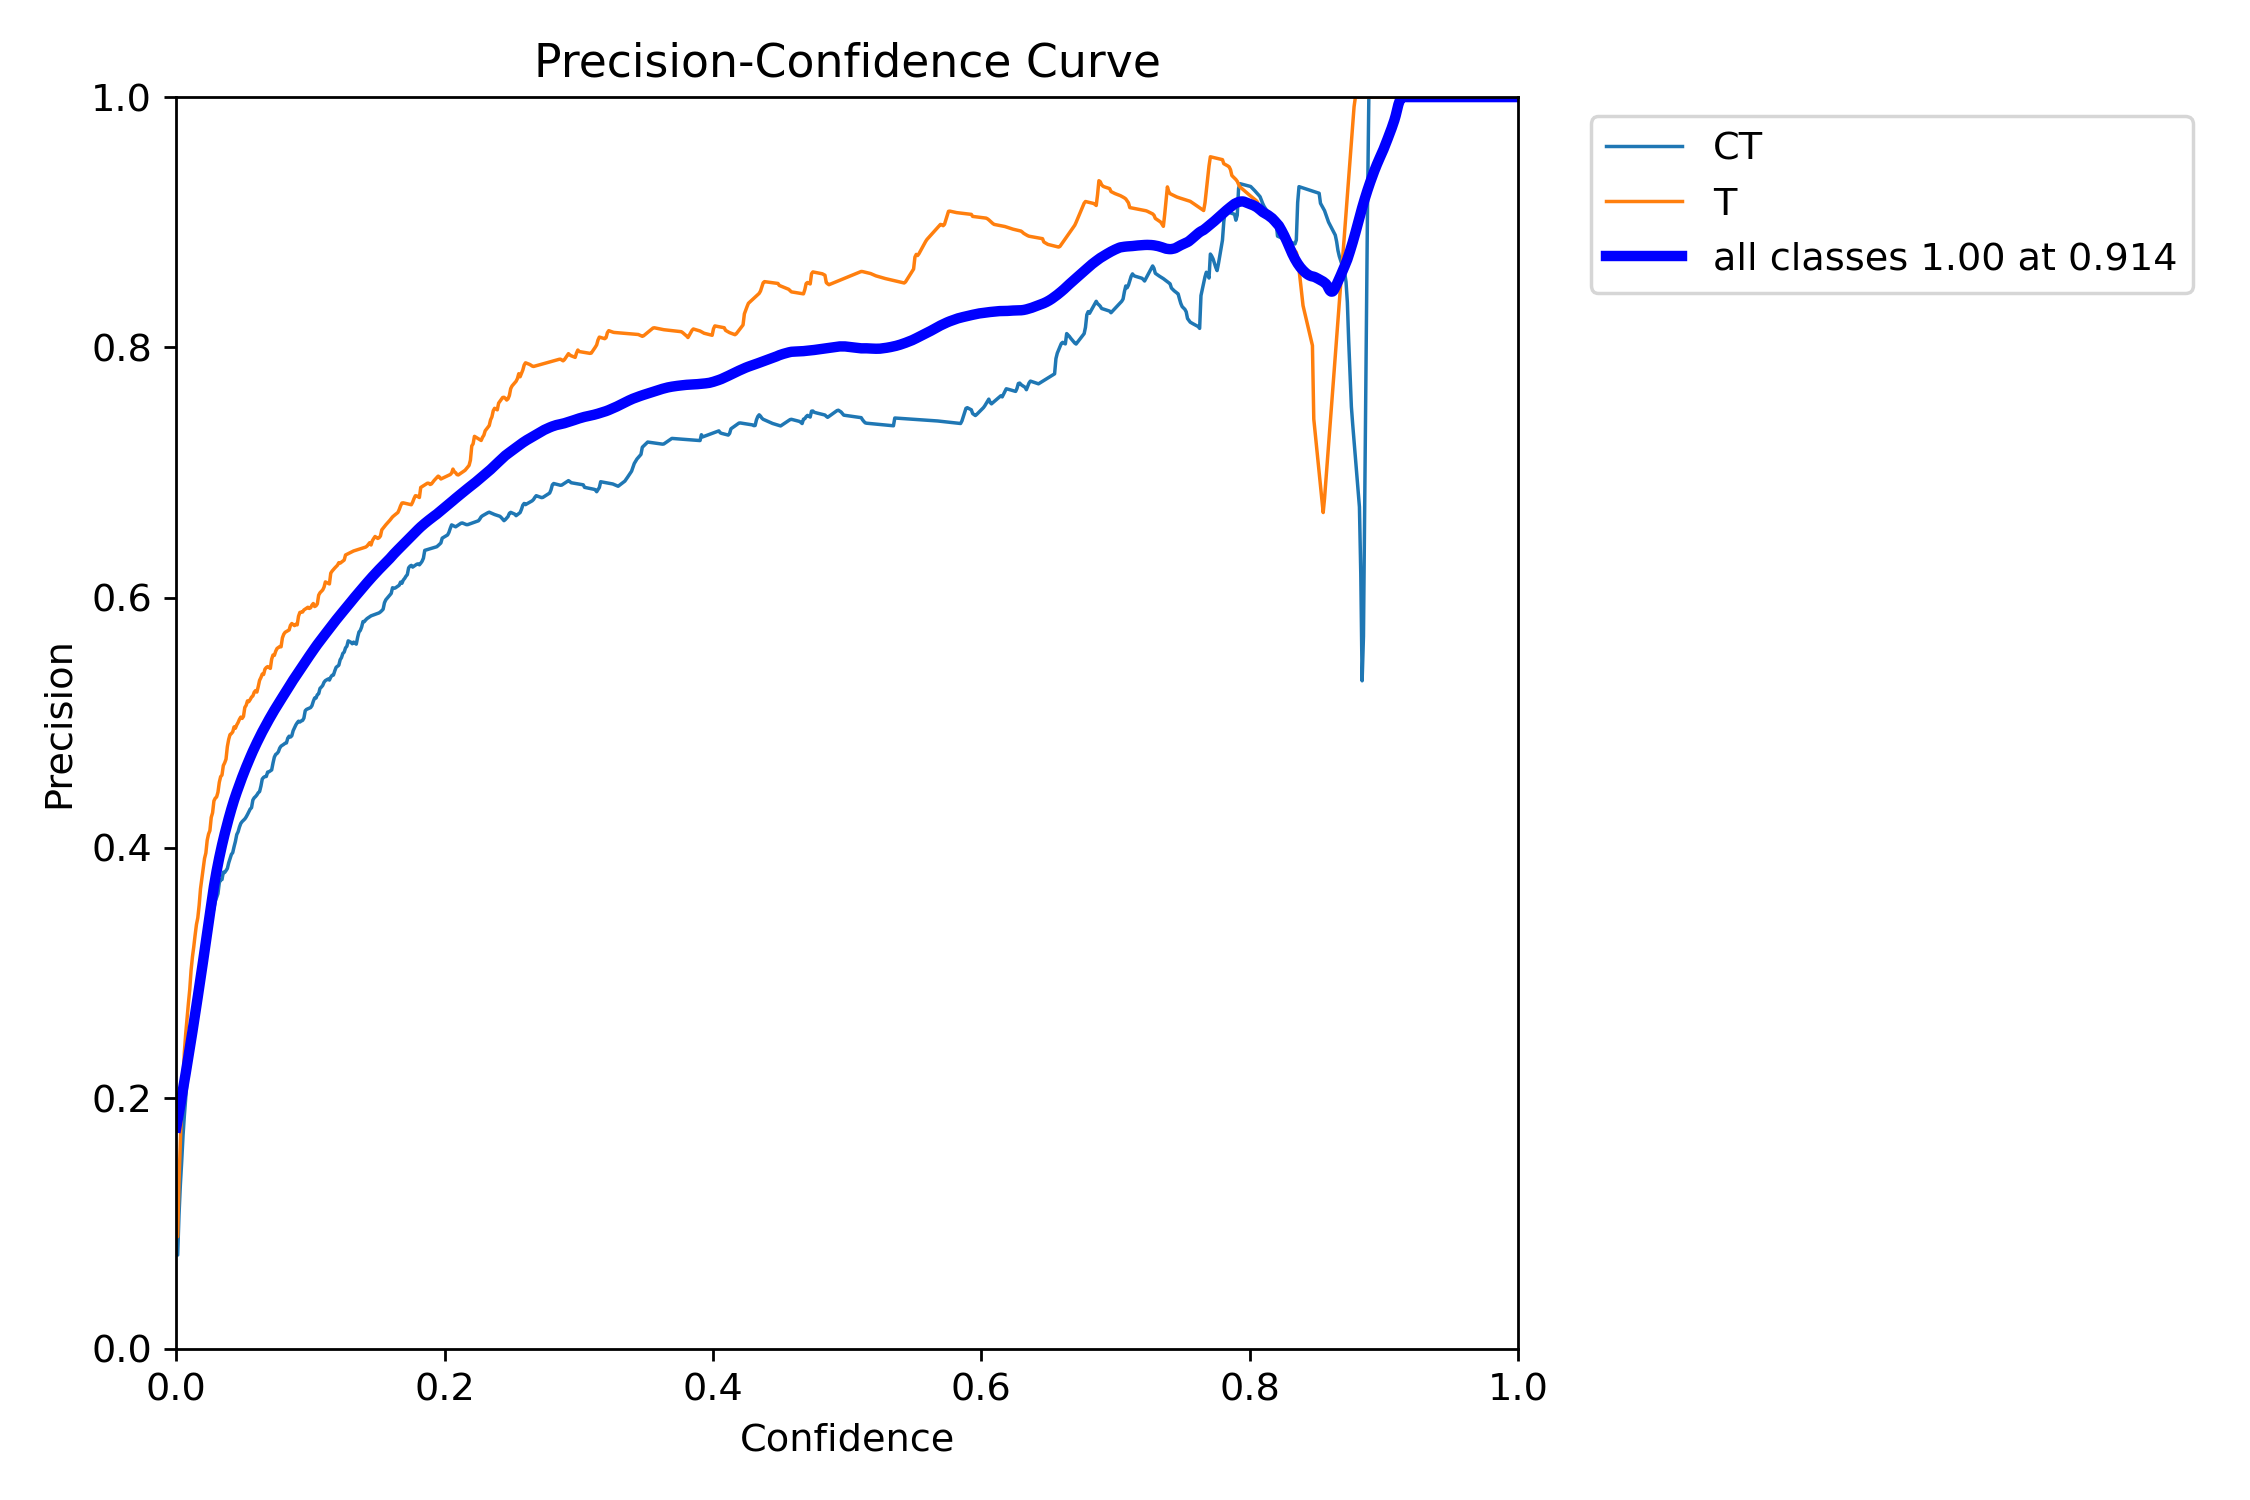 Precision-Confidence Curve
1.0
0.8
0.6
0.4
0.2
0.0
Precision
0.0 0.2 0.4 0.6 0.8 1.0
Confidence
CT
T
all classes 1.00 at 0.914